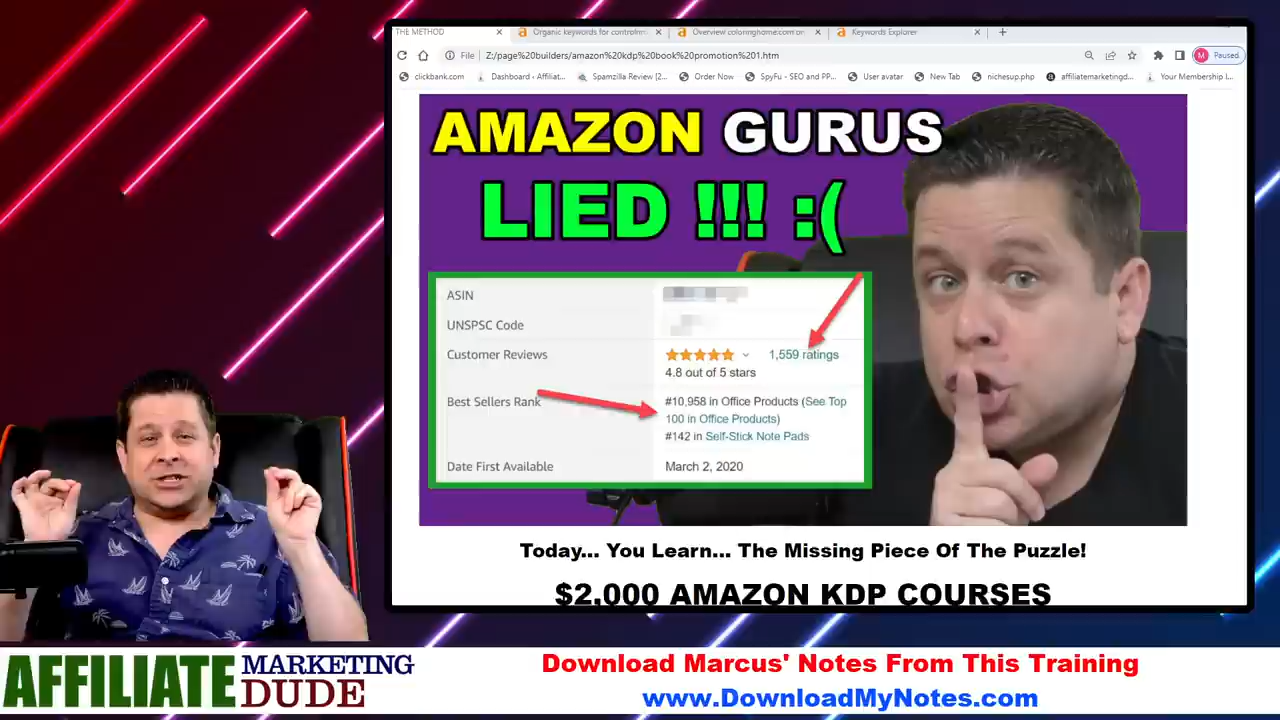 THE METHOD
Organic keywords for
Overview coloringhome.com
Keywords Explorer
File
Z:/page%20builders/amazon%20kdp%20book%20promotion%201.htm
Paused
clickbank.com
Dashboard - Affiliat...
Spamzilla Review [2...
Order Now
SpyFu - SEO and PP...
User avatar
New Tab
nichesup.php
affiliatemarketingd...
Your Membership L...
AMAZON GURUS
LIED !!! :(
ASIN
UNSPSC Code
Customer Reviews
1,559 ratings
4.8 out of 5 stars
Best Sellers Rank
#10,958 in Office Products (See Top
100 in Office Products)
#142 in Self-Stick Note Pads
Date First Available
March 2, 2020
Today... You Learn... The Missing Piece Of The Puzzle!
$2,000 AMAZON KDP COURSES
AFFILIATE MARKETING DUDE
Download Marcus' Notes From This Training
www.DownloadMyNotes.com